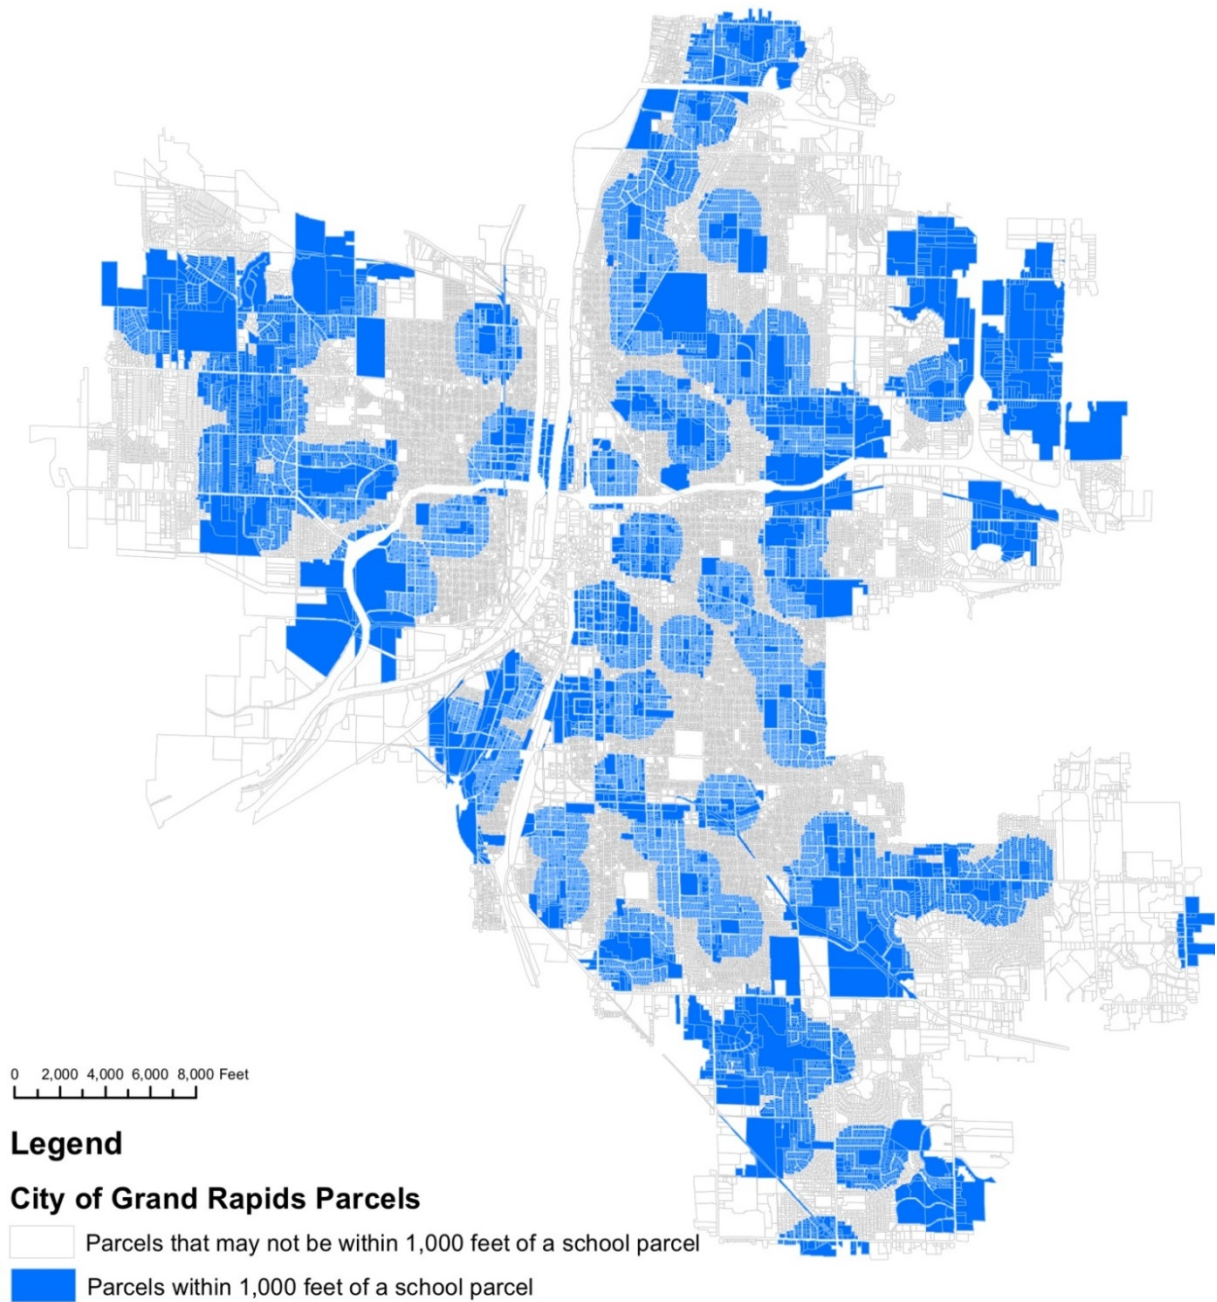 0 2,000 4,000 6,000 8,000 Feet
Legend
City of Grand Rapids Parcels
Parcels that may not be within 1,000 feet of a school parcel
Parcels within 1,000 feet of a school parcel